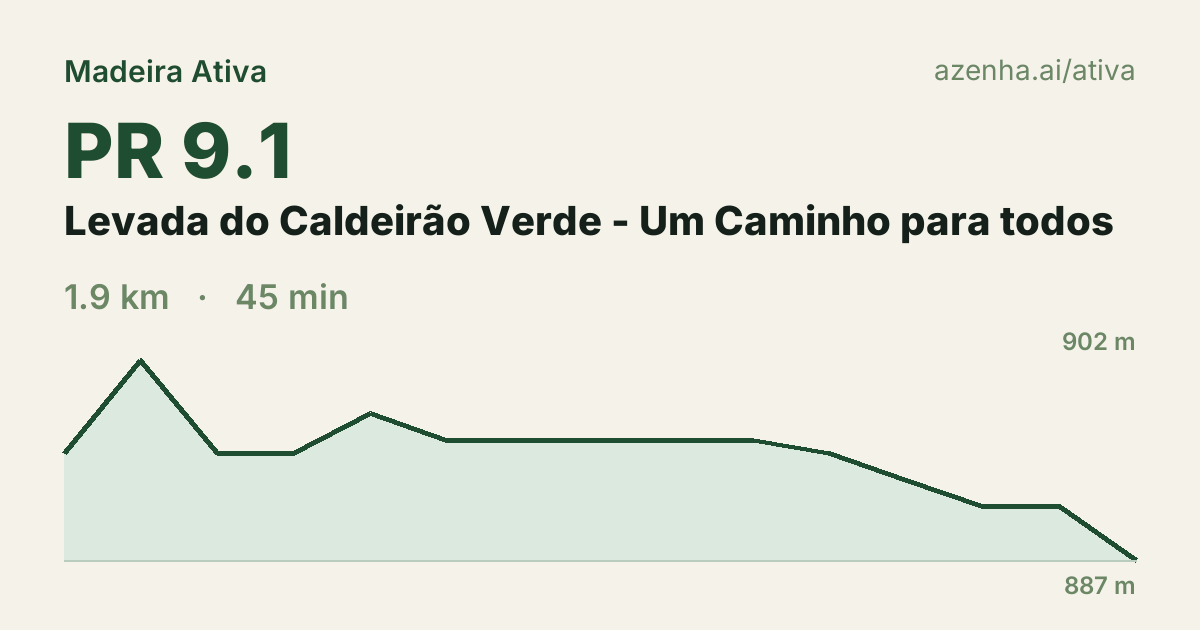 Madeira Ativa
azenha.ai/ativa
PR 9.1
Levada do Caldeirão Verde - Um Caminho para todos
1.9 km · 45 min
902 m
887 m